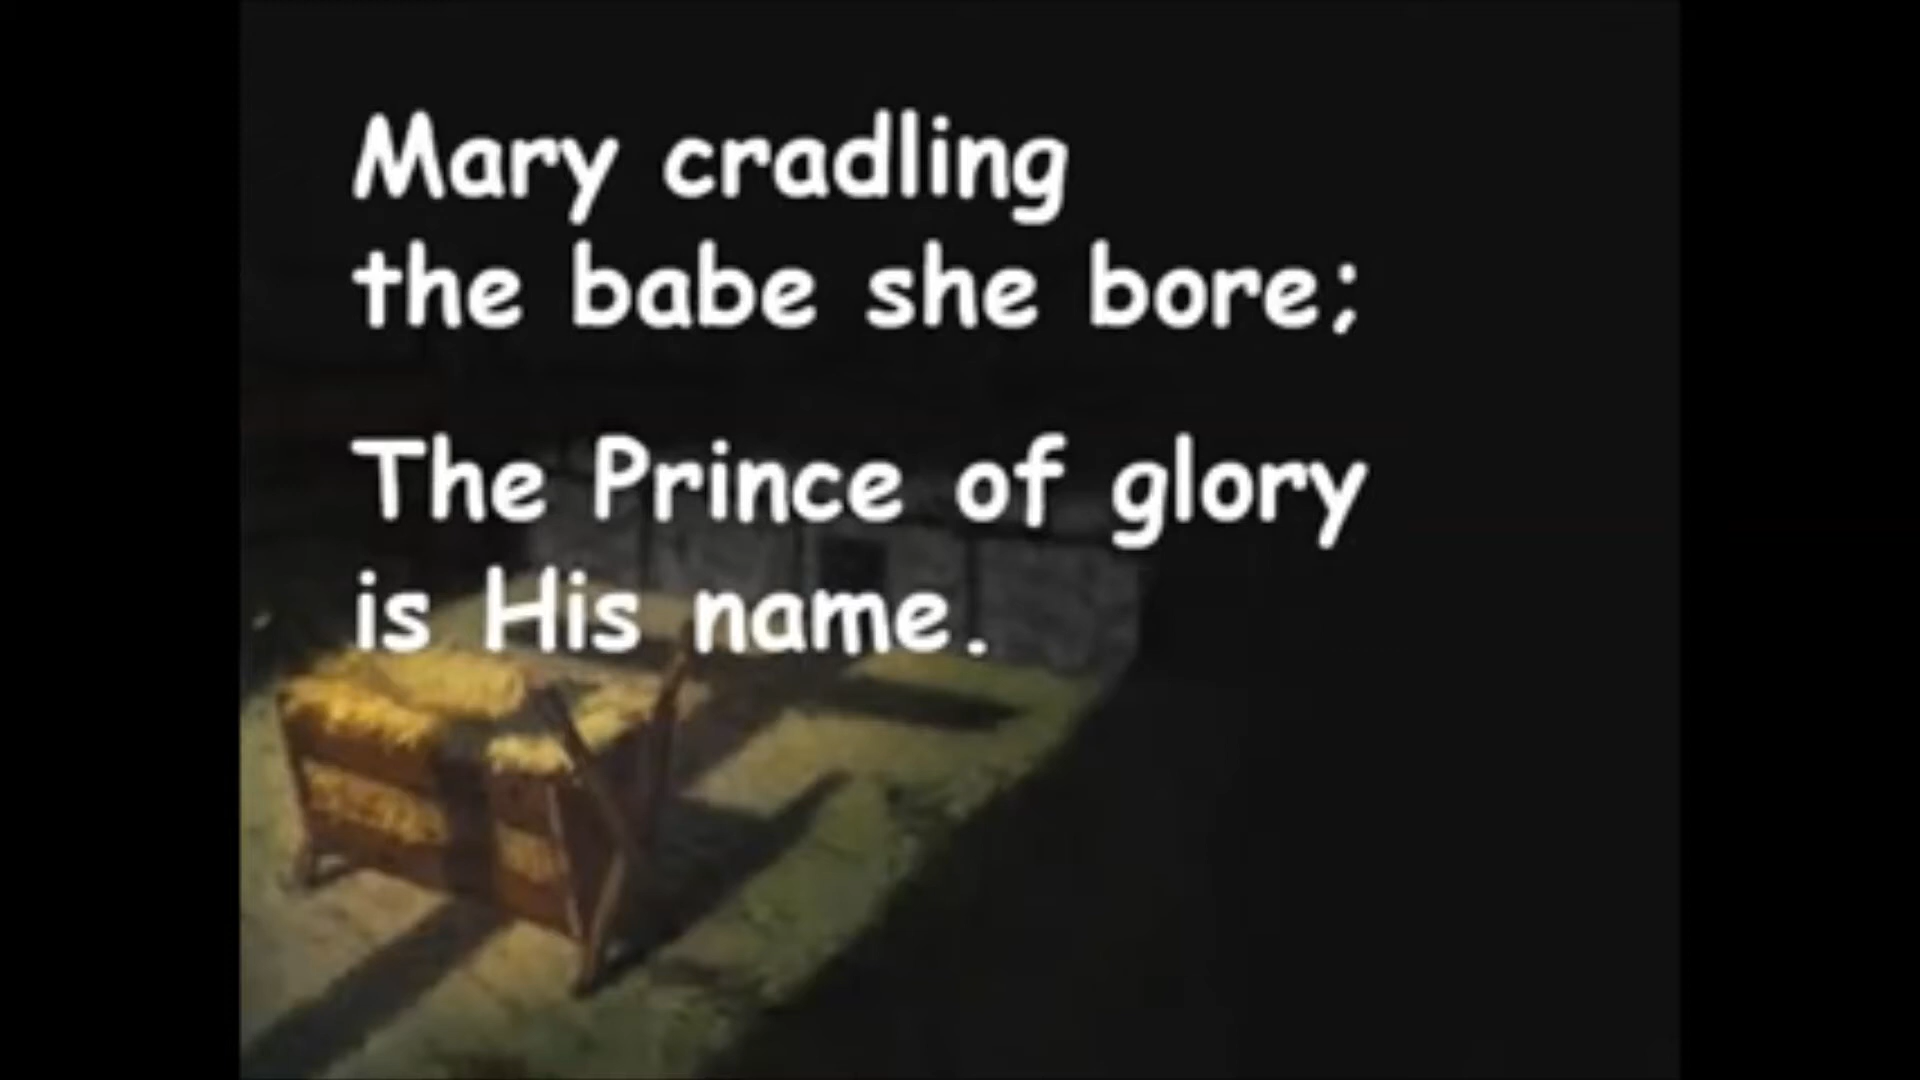 Mary cradling
the babe she bore;
The Prince of glory
is His name.